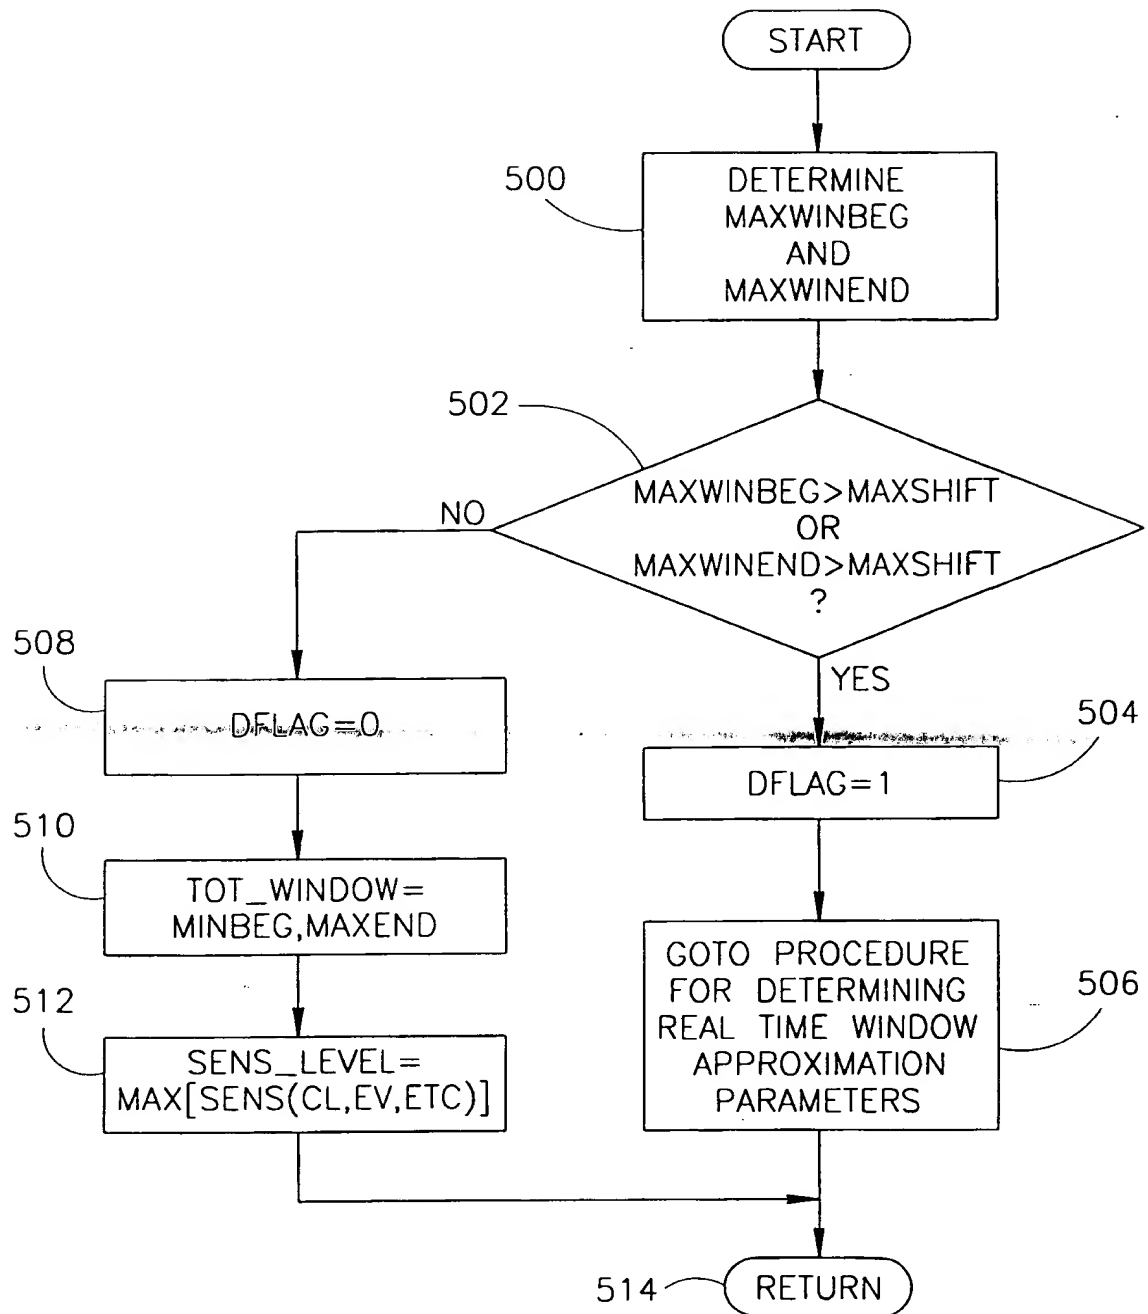 START
500
DETERMINE
MAXWINBEG
AND
MAXWINEND
502
MAXWINBEG>MAXSHIFT
OR
MAXWINEND>MAXSHIFT
?
NO
YES
508
DFLAG=0
504
DFLAG=1
510
TOT_WINDOW=
MINBEG,MAXEND
506
GOTO PROCEDURE
FOR DETERMINING
REAL TIME WINDOW
APPROXIMATION
PARAMETERS
512
SENS_LEVEL=
MAX[SENS(CL,EV,ETC)]
514
RETURN